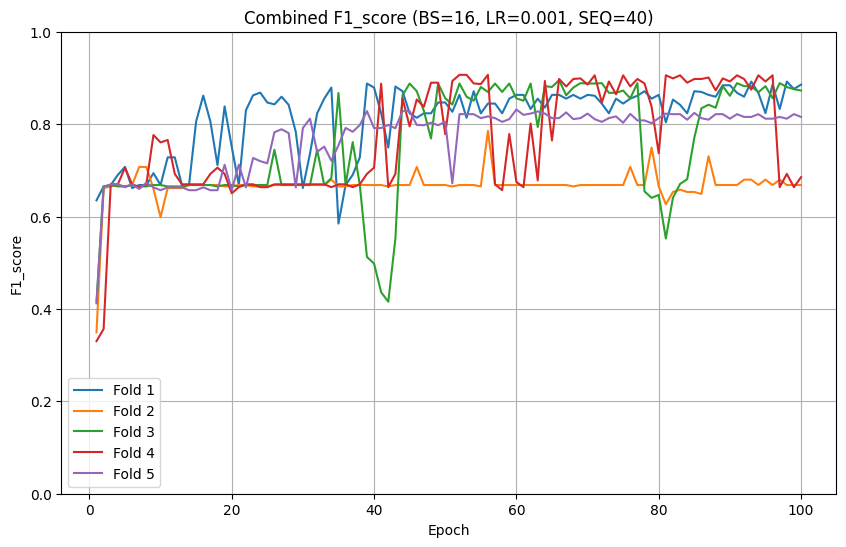 Combined F1_score (BS=16, LR=0.001, SEQ=40)
1.0
0.8
0.6
0.4
0.2
0.0
F1_score
Fold 1
Fold 2
Fold 3
Fold 4
Fold 5
0 20 40 60 80 100
Epoch